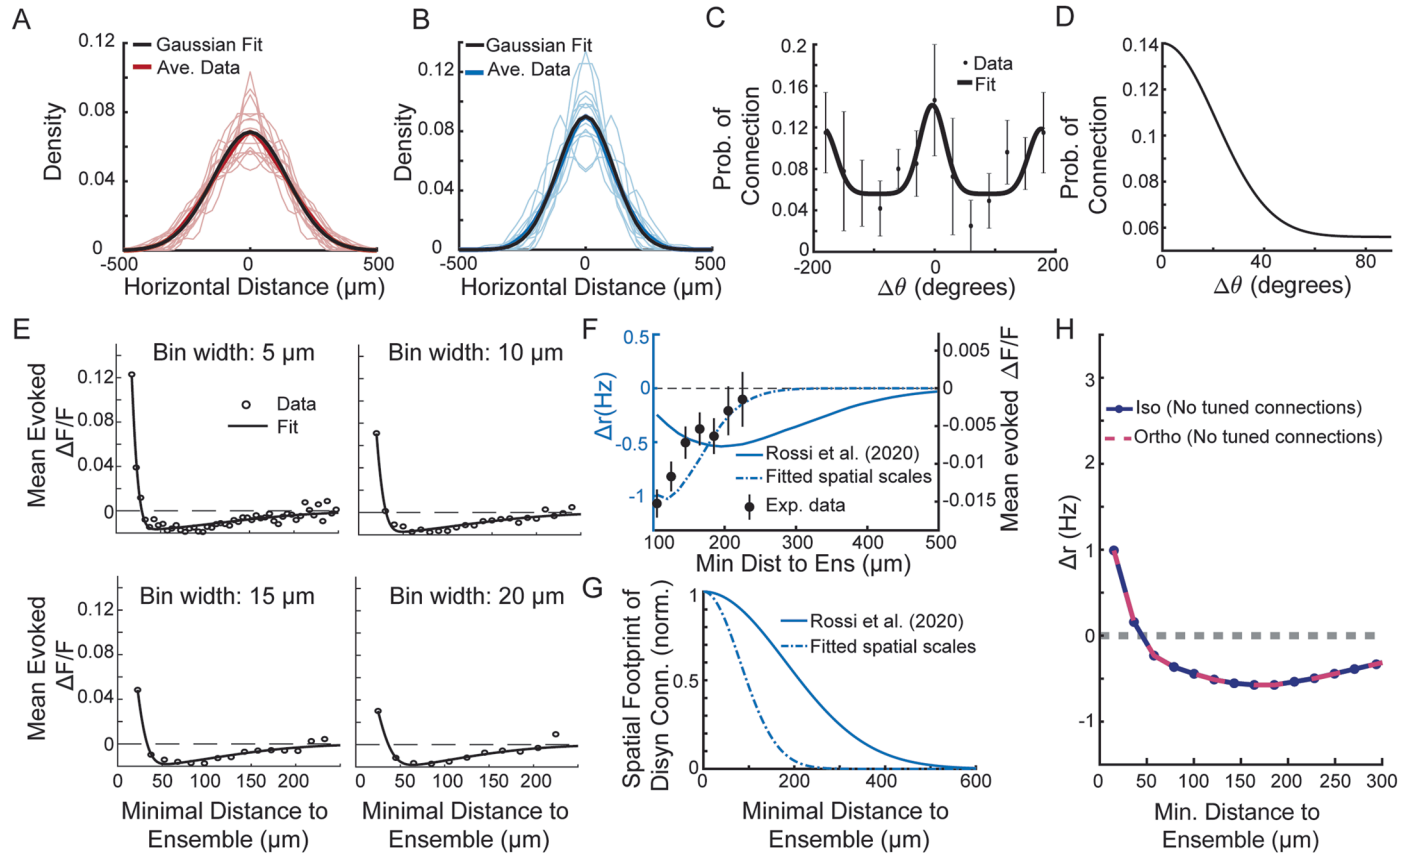 A
0.12
0.08
0.04
0
Density
Gaussian Fit
Ave. Data
-500
0
500
Horizontal Distance (µm)
B
0.12
0.08
0.04
0
Density
Gaussian Fit
Ave. Data
-500
0
500
Horizontal Distance (µm)
C
0.2
0.16
0.12
0.08
0.04
0
Prob. of
Connection
Data
Fit
-200
0
200
Δθ (degrees)
D
0.14
0.1
0.12
0.08
0.06
Prob. of
Connection
0
40
80
Δθ (degrees)
E
Bin width: 5 µm
0.12
0.08
0.04
0
Mean Evoked
ΔF/F
Data
Fit
Bin width: 10 µm
Bin width: 15 µm
0.12
0.08
0.04
0
Mean Evoked
ΔF/F
0
50
100
150
200
Minimal Distance to
Ensemble (µm)
Bin width: 20 µm
0
50
100
150
200
Minimal Distance to
Ensemble (µm)
F
0.5
0
-0.5
-1
Δr(Hz)
0.005
0
-0.005
-0.01
-0.015
Mean evoked ΔF/F
Rossi et al. (2020)
Fitted spatial scales
Exp. data
100
200
300
400
500
Min Dist to Ens (µm)
G
1
0.5
0
Spatial Footprint of
Disyn Conn. (norm.)
Rossi et al. (2020)
Fitted spatial scales
0
200
400
600
Minimal Distance to
Ensemble (µm)
H
3
2
1
0
-1
Δr (Hz)
Iso (No tuned connections)
Ortho (No tuned connections)
0
50
100
150
200
250
300
Min. Distance to
Ensemble (µm)